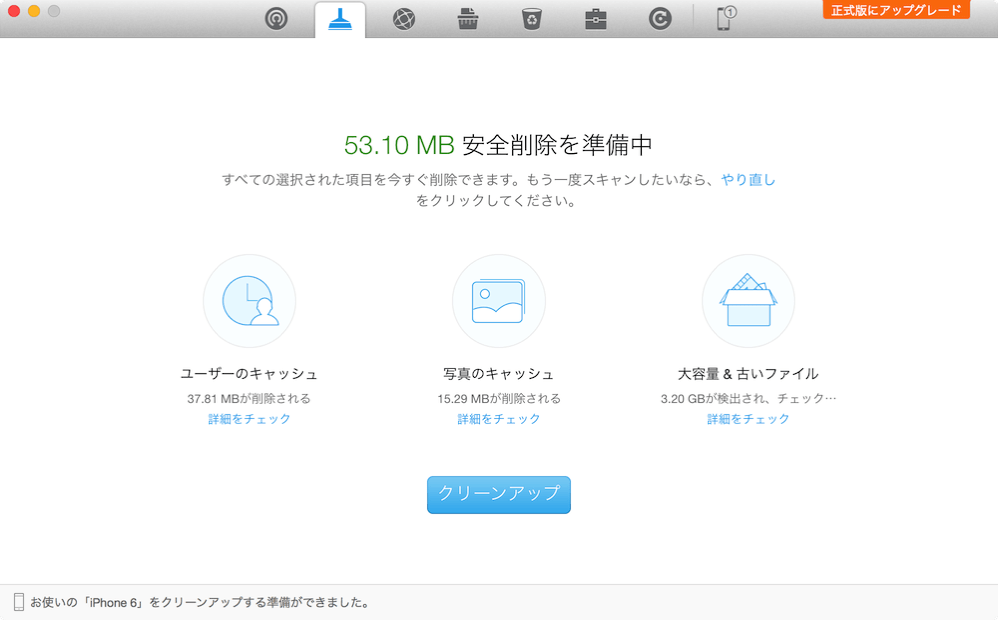 1
正式版にアップグレード
53.10 MB 安全削除を準備中
すべての選択された項目を今すぐ削除できます。もう一度スキャンしたいなら、やり直し
をクリックしてください。
ユーザーのキャッシュ
37.81 MBが削除される
詳細をチェック
写真のキャッシュ
15.29 MBが削除される
詳細をチェック
大容量 & 古いファイル
3.20 GBが検出され、チェック…
詳細をチェック
クリーンアップ
お使いの「iPhone 6」をクリーンアップする準備ができました。